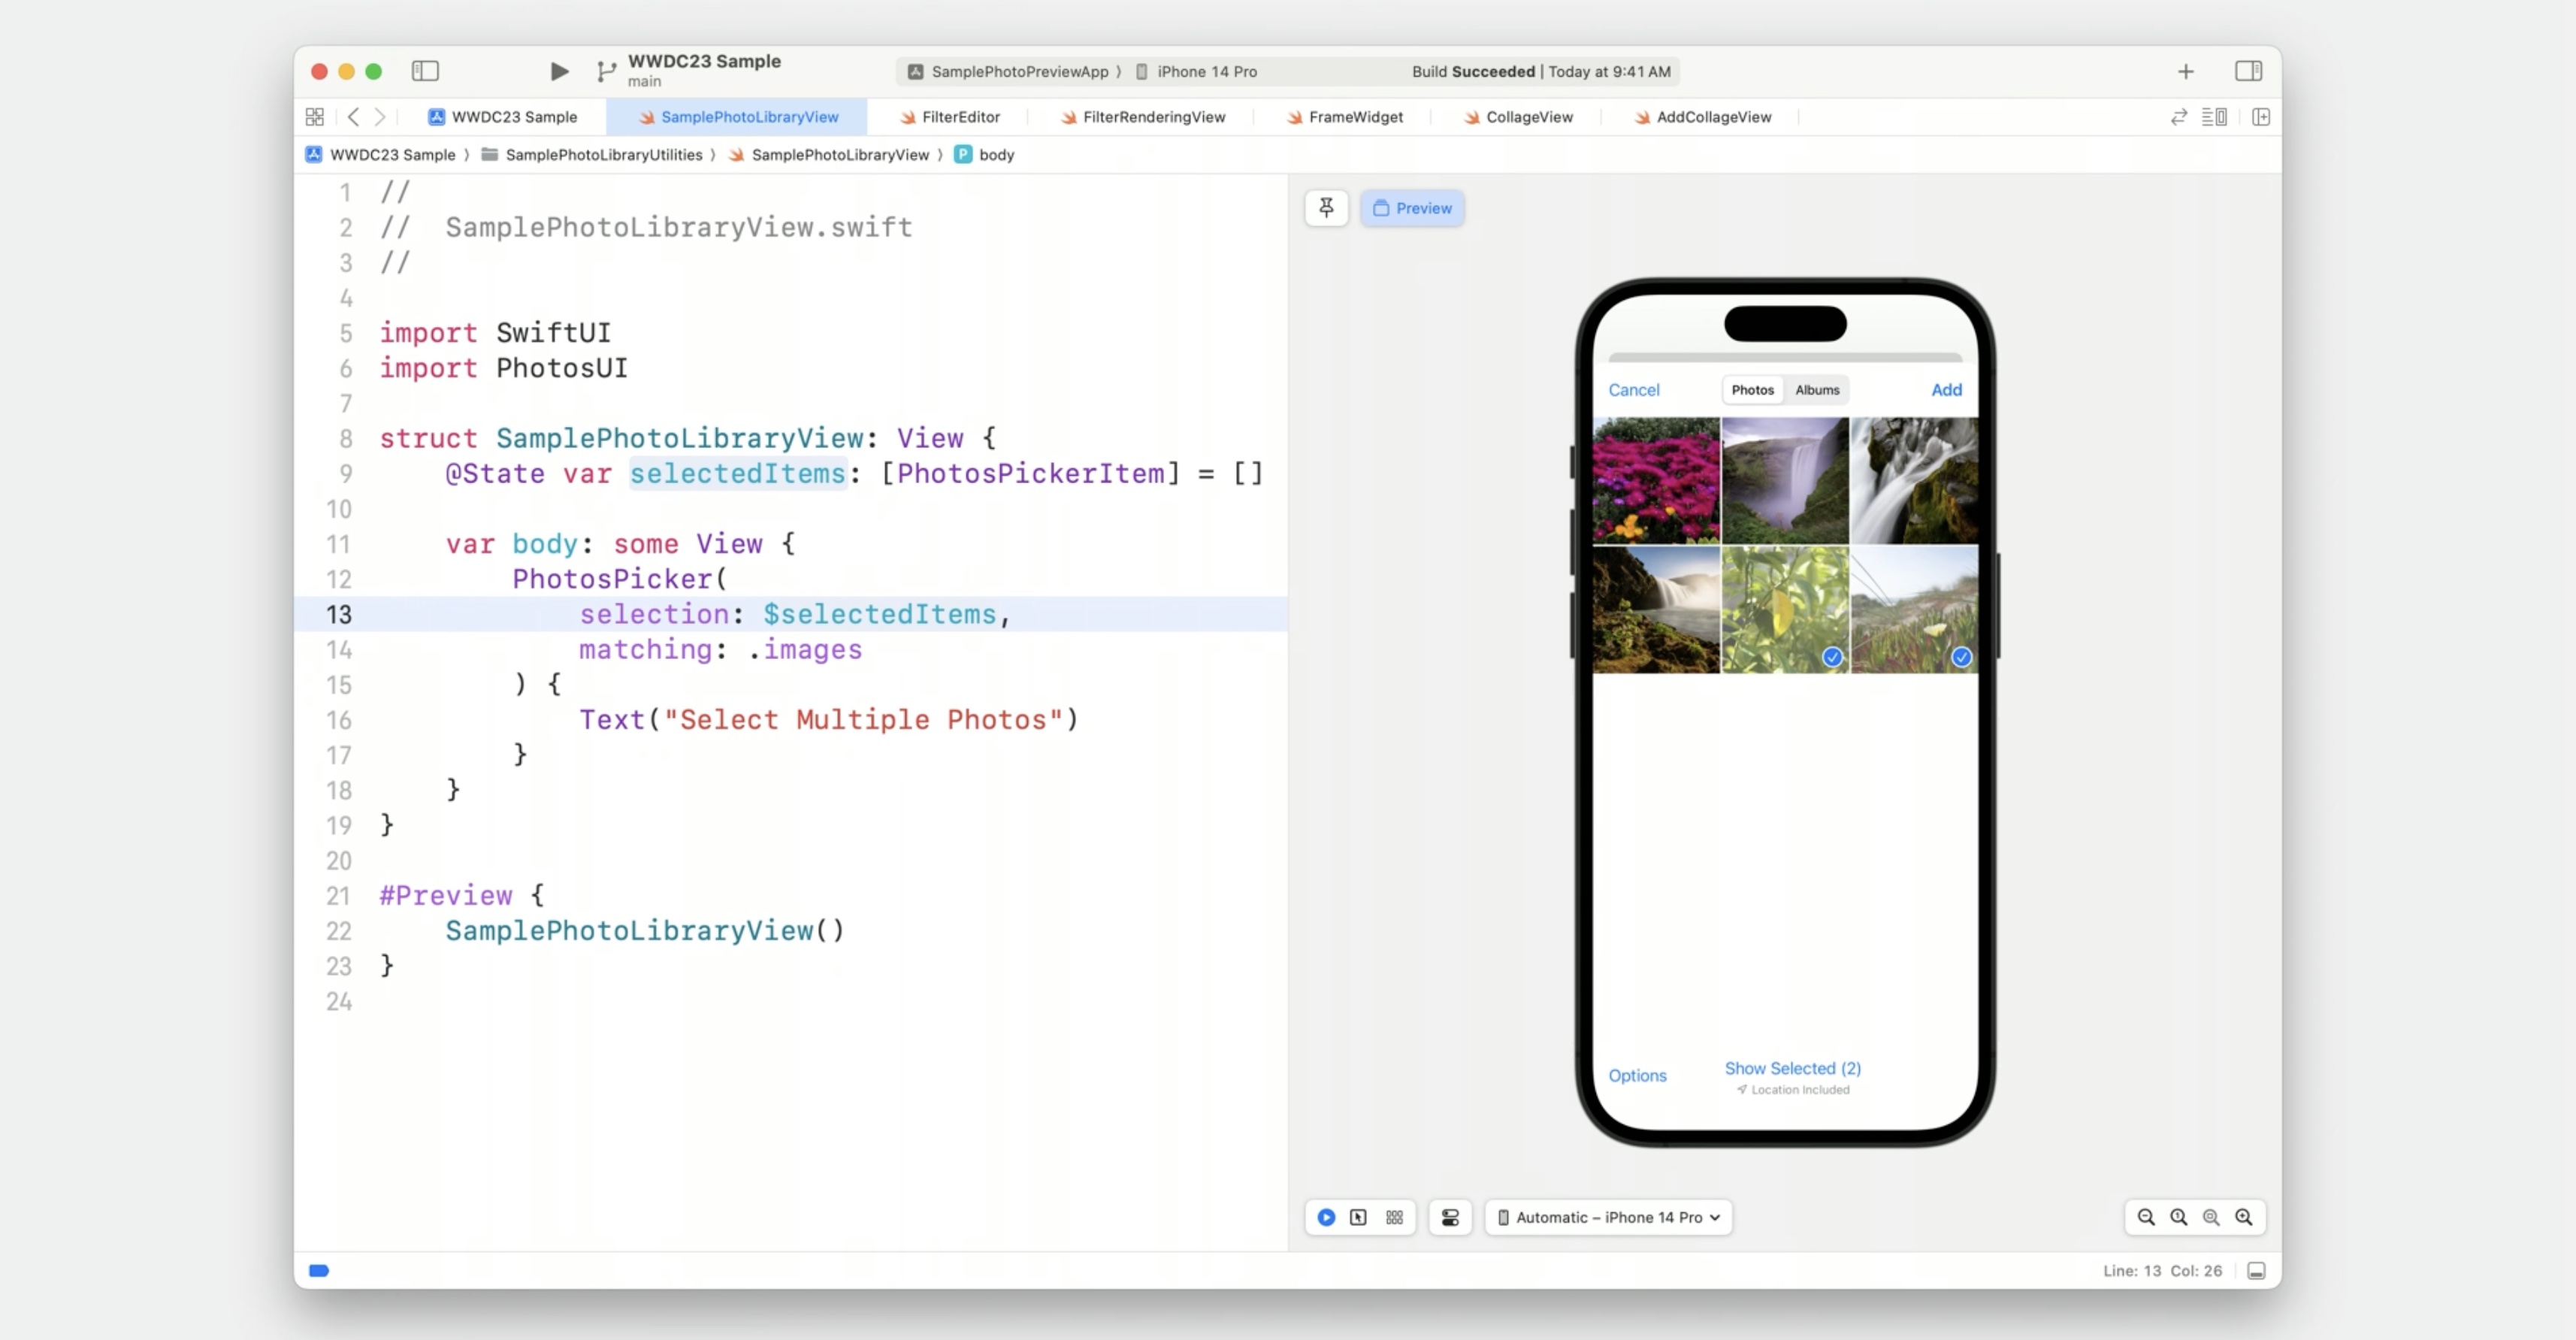 WWDC23 Sample
main
SamplePhotoPreviewApp 〉 iPhone 14 Pro
Build Succeeded | Today at 9:41 AM
WWDC23 Sample
SamplePhotoLibraryView
FilterEditor
FilterRenderingView
FrameWidget
CollageView
AddCollageView
WWDC23 Sample 〉 SamplePhotoLibraryUtilities 〉 SamplePhotoLibraryView 〉 P body
1 //
2 //  SamplePhotoLibraryView.swift
3 //
4
5 import SwiftUI
6 import PhotosUI
7
8 struct SamplePhotoLibraryView: View {
9     @State var selectedItems: [PhotosPickerItem] = []
10
11     var body: some View {
12         PhotosPicker(
13             selection: $selectedItems,
14             matching: .images
15         ) {
16             Text("Select Multiple Photos")
17         }
18     }
19 }
20
21 #Preview {
22     SamplePhotoLibraryView()
23 }
24
Preview
Cancel
Photos
Albums
Add
Options
Show Selected (2)
Location Included
Automatic – iPhone 14 Pro
Line: 13 Col: 26